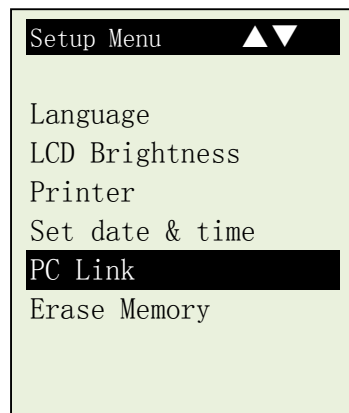 Setup Menu ▲▼
Language
LCD Brightness
Printer
Set date & time
PC Link
Erase Memory